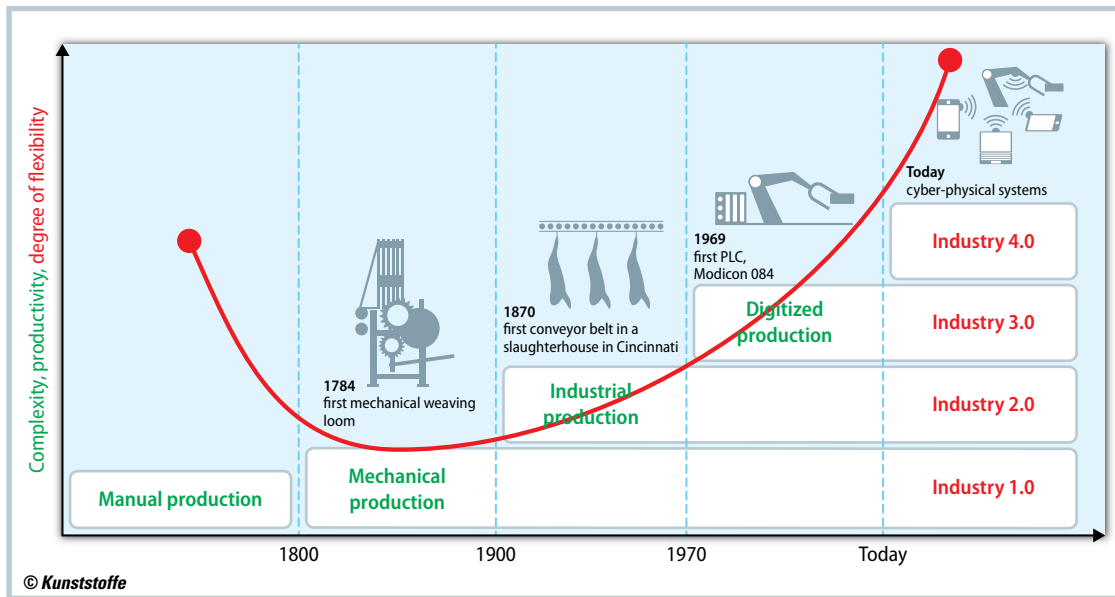 Complexity, productivity, degree of flexibility
Today
cyber-physical systems
Industry 4.0
1969
first PLC,
Modicon 084
Digitized
production
Industry 3.0
1870
first conveyor belt in a
slaughterhouse in Cincinnati
Industrial
production
Industry 2.0
1784
first mechanical weaving
loom
Mechanical
production
Industry 1.0
Manual production
1800
1900
1970
Today
© Kunststoffe